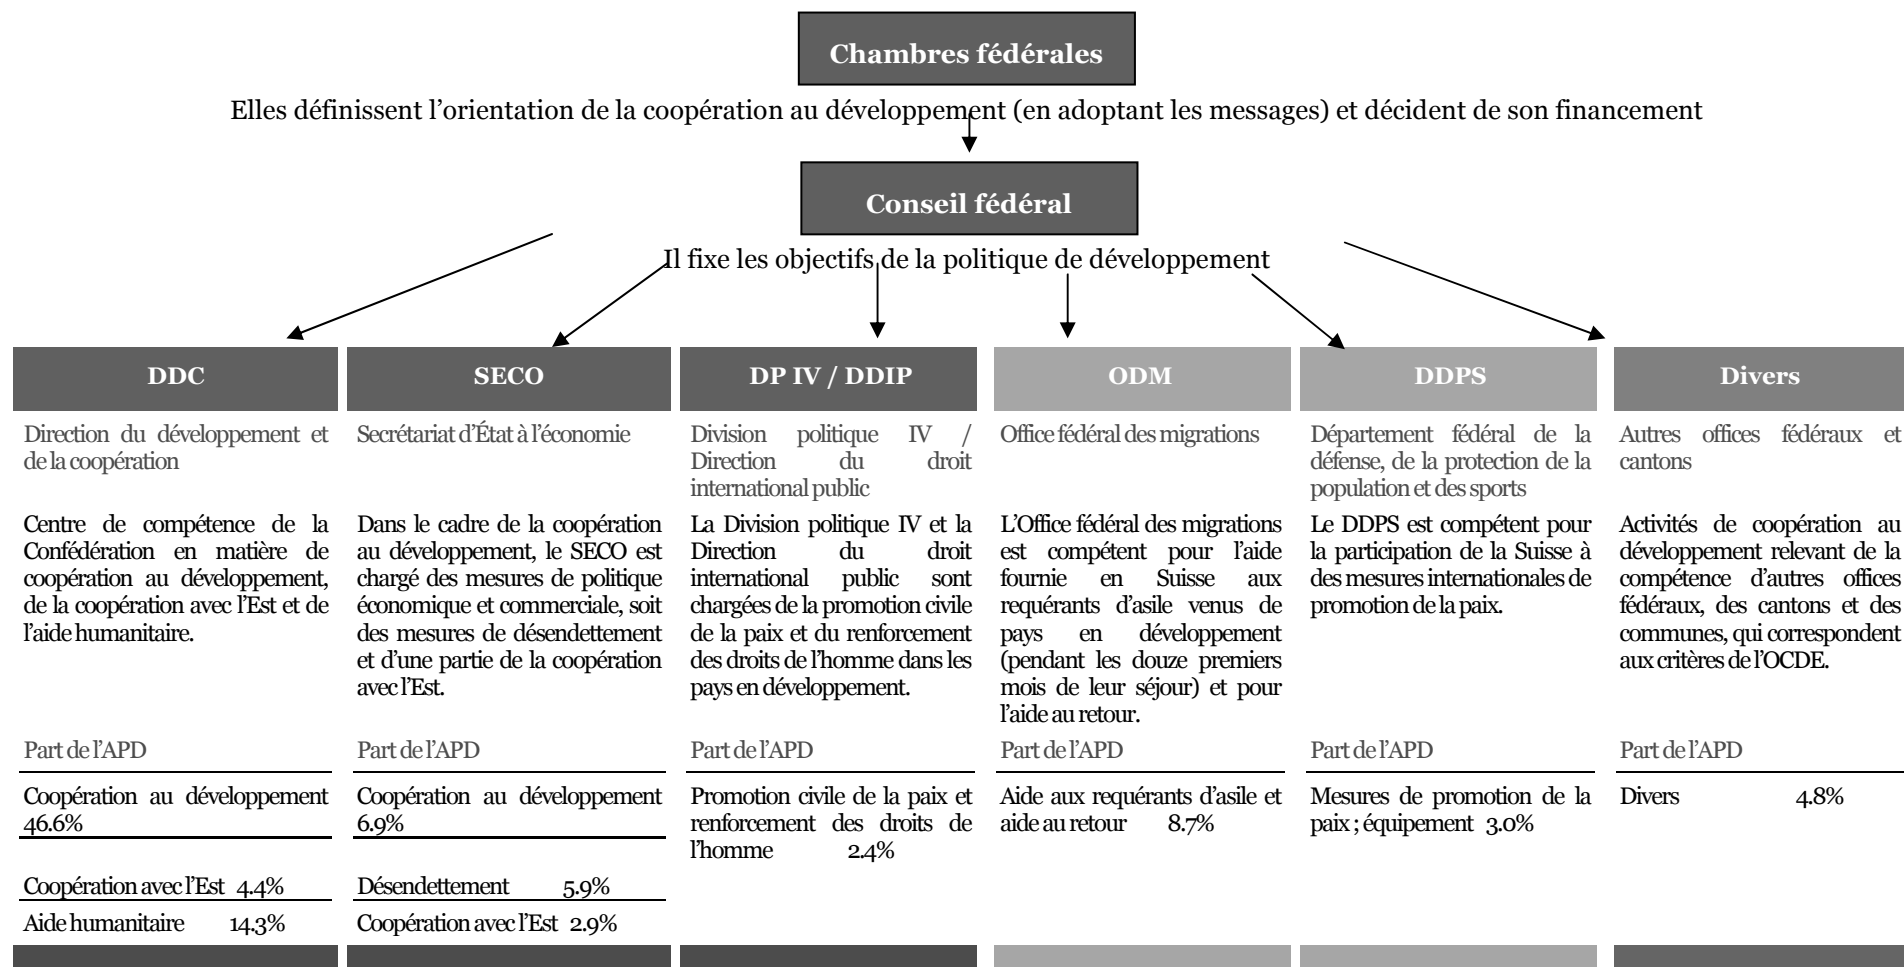 Chambres fédérales
Elles définissent l’orientation de la coopération au développement (en adoptant les messages) et décident de son financement
Conseil fédéral
Il fixe les objectifs de la politique de développement
DDC
Direction du développement et
de la coopération
Centre de compétence de la
Confédération en matière de
coopération au développement,
de la coopération avec l’Est et de
l’aide humanitaire.
Part de l’APD
Coopération au développement
46.6%
Coopération avec l’Est 4.4%
Aide humanitaire 14.3%
SECO
Secrétariat d’État à l’économie
Dans le cadre de la coopération
au développement, le SECO est
chargé des mesures de politique
économique et commerciale, soit
des mesures de désendettement
et d’une partie de la coopération
avec l’Est.
Part de l’APD
Coopération au développement
6.9%
Désendettement 5.9%
Coopération avec l’Est 2.9%
DP IV / DDIP
Division politique IV /
Direction du droit
international public
La Division politique IV et la
Direction du droit
international public sont
chargées de la promotion civile
de la paix et du renforcement
des droits de l’homme dans les
pays en développement.
Part de l’APD
Promotion civile de la paix et
renforcement des droits de
l’homme 2.4%
ODM
Office fédéral des migrations
L’Office fédéral des migrations
est compétent pour l’aide
fournie en Suisse aux
requérants d’asile venus de
pays en développement
(pendant les douze premiers
mois de leur séjour) et pour
l’aide au retour.
Part de l’APD
Aide aux requérants d’asile et
aide au retour 8.7%
DDPS
Département fédéral de la
défense, de la protection de la
population et des sports
Le DDPS est compétent pour
la participation de la Suisse à
des mesures internationales de
promotion de la paix.
Part de l’APD
Mesures de promotion de la
paix ; équipement 3.0%
Divers
Autres offices fédéraux et
cantons
Activités de coopération au
développement relevant de la
compétence d’autres offices
fédéraux, des cantons et des
communes, qui correspondent
aux critères de l’OCDE.
Part de l’APD
Divers 4.8%